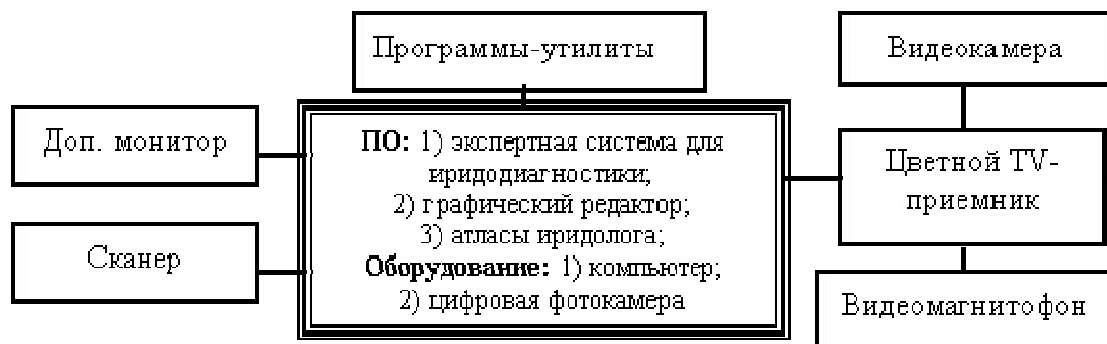 Программы-утилиты
Видеокамера
Доп. монитор
ПО: 1) экспертная система для
иридодиагностики;
2) графический редактор;
3) атласы иридолога;
Оборудование: 1) компьютер;
2) цифровая фотокамера
Цветной TV-
приемник
Сканер
Видеомагнитофон